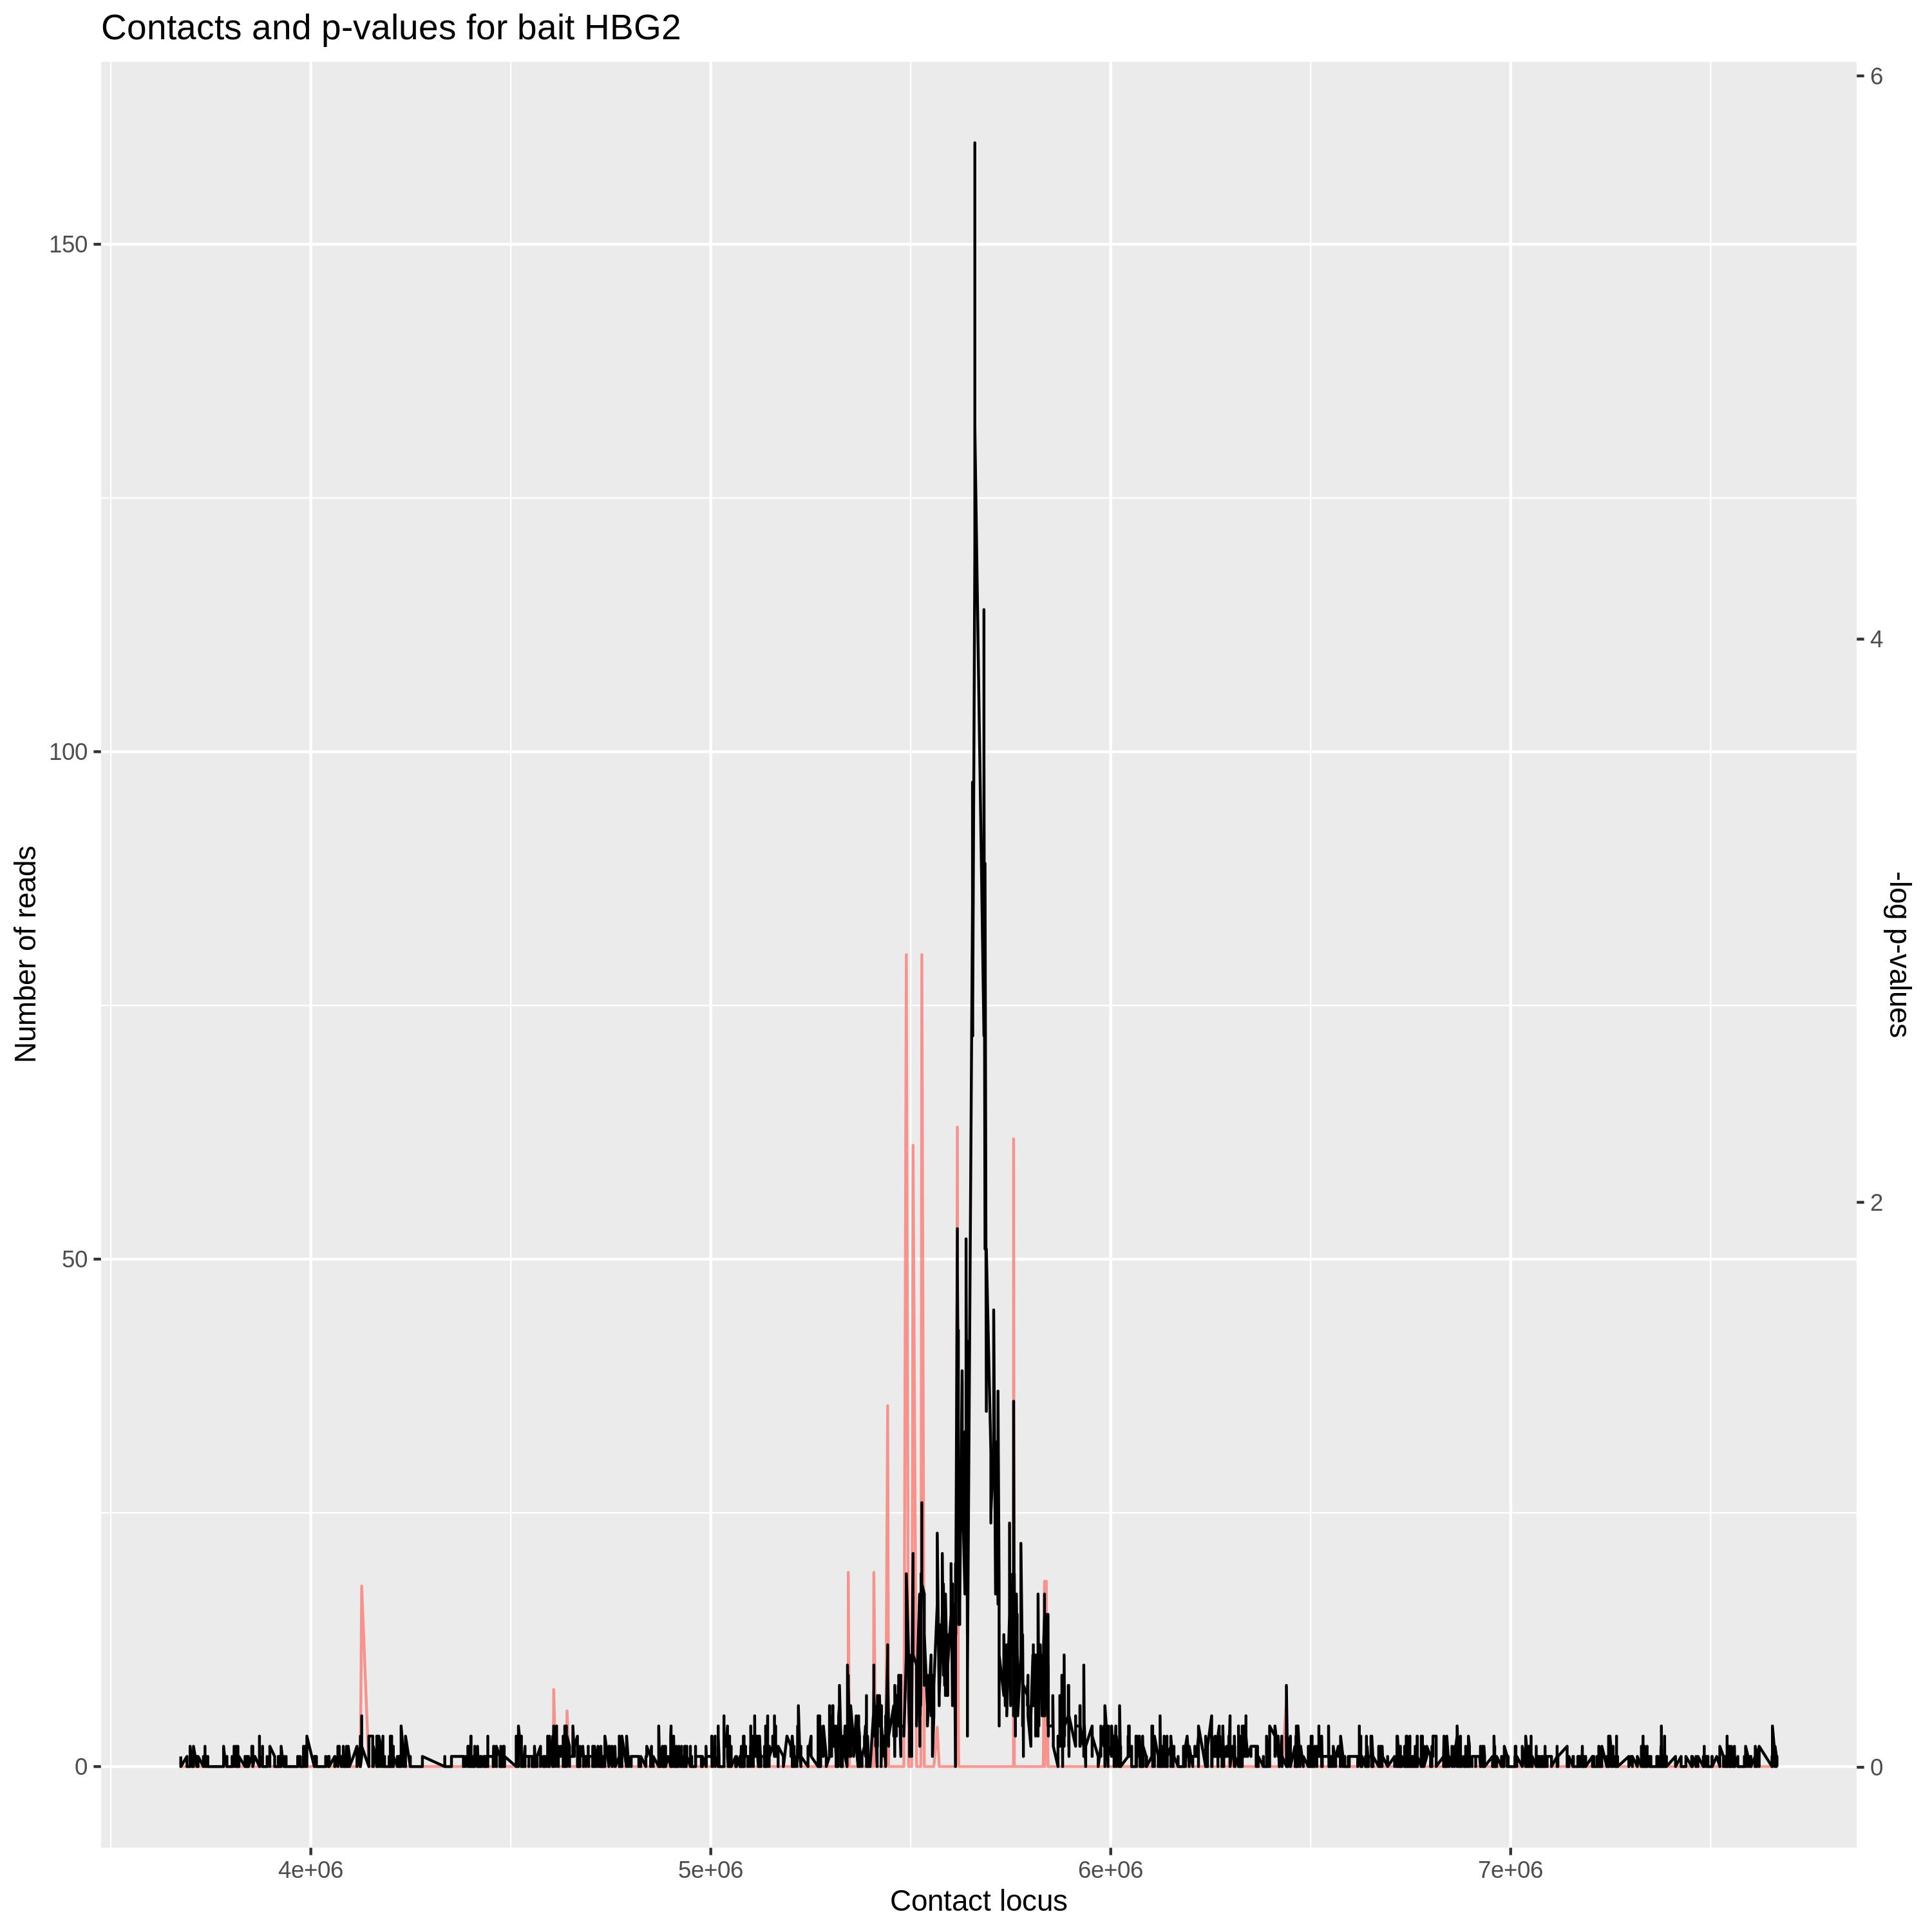 Contacts and p-values for bait HBG2
6
150
4
100
Number of reads
-log p-values
2
50
0
0
4e+06
5e+06
6e+06
7e+06
Contact locus